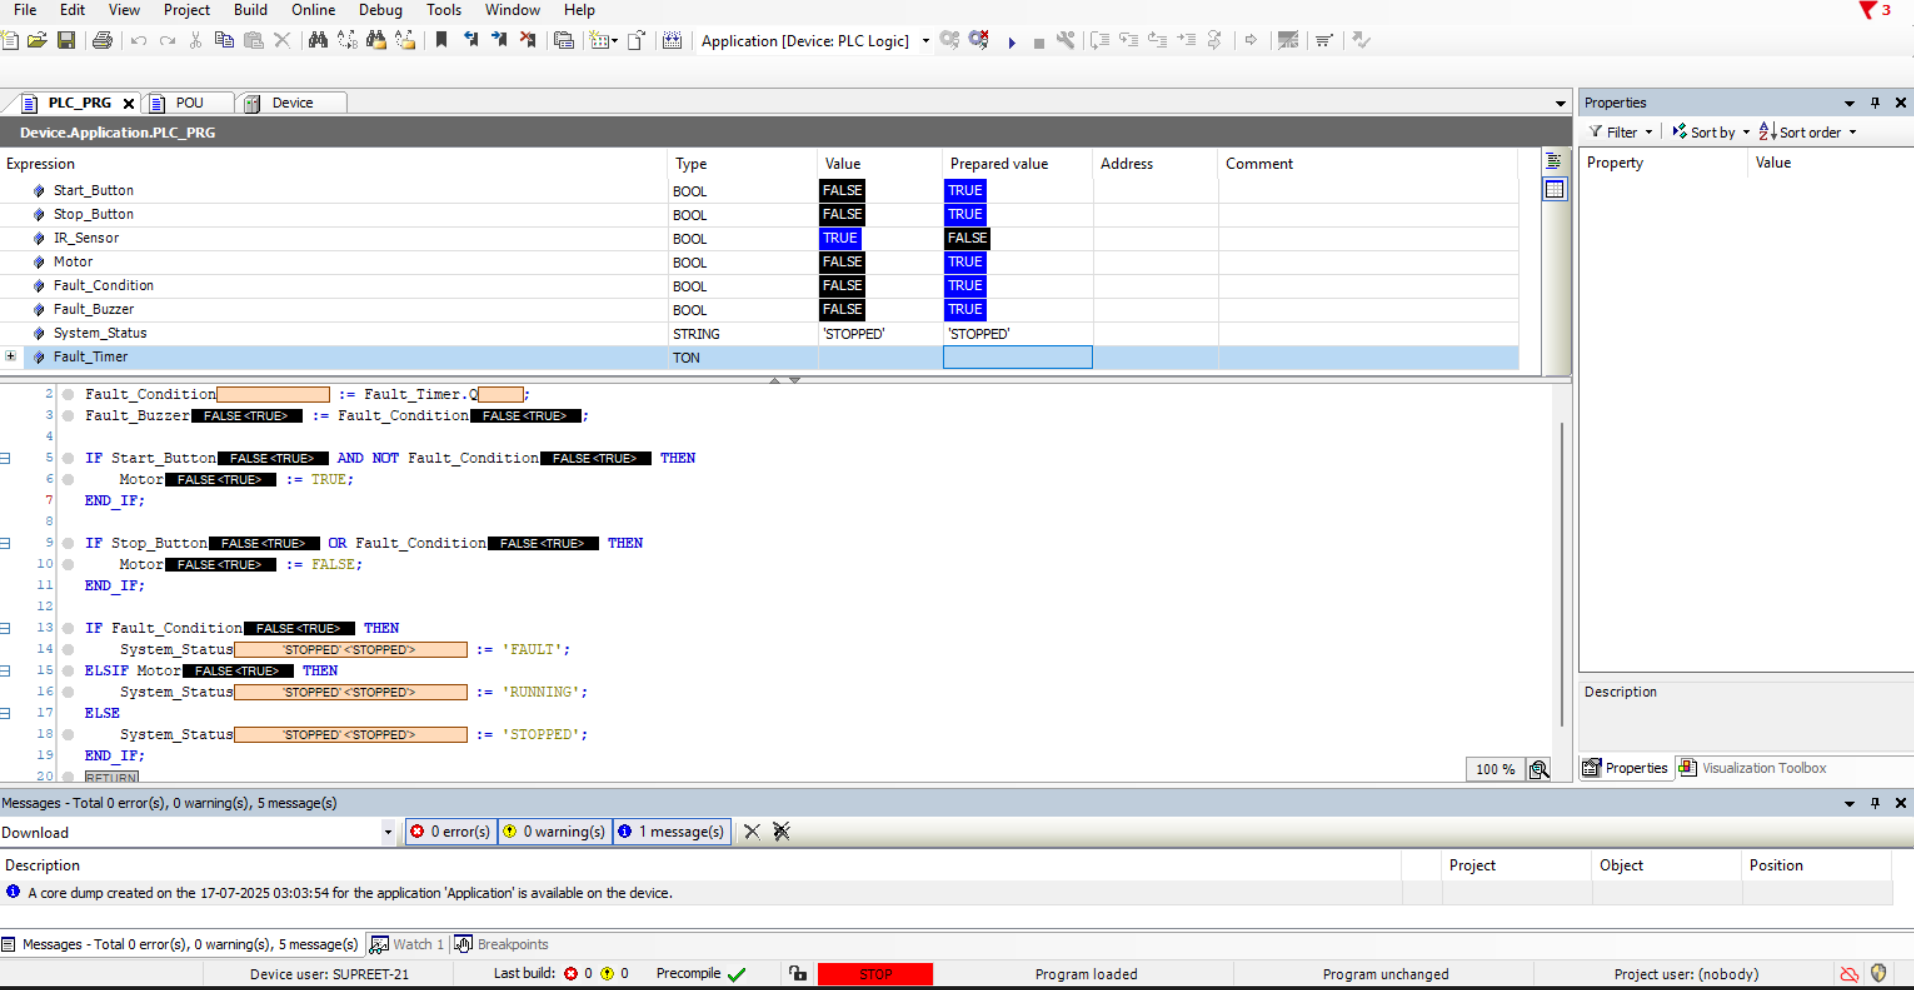 File Edit View Project Build Online Debug Tools Window Help 3
Application [Device: PLC Logic]
PLC_PRG POU Device Properties
Device.Application.PLC_PRG Filter Sort by Sort order
Expression Type Value Prepared value Address Comment Property Value
Start_Button BOOL FALSE TRUE
Stop_Button BOOL FALSE TRUE
IR_Sensor BOOL TRUE FALSE
Motor BOOL FALSE TRUE
Fault_Condition BOOL FALSE TRUE
Fault_Buzzer BOOL FALSE TRUE
System_Status STRING 'STOPPED' 'STOPPED'
Fault_Timer TON
2 Fault_Condition := Fault_Timer.Q ;
3 Fault_Buzzer FALSE<TRUE> := Fault_Condition FALSE<TRUE> ;
4
5 IF Start_Button FALSE<TRUE> AND NOT Fault_Condition FALSE<TRUE> THEN
6 Motor FALSE<TRUE> := TRUE;
7 END_IF;
8
9 IF Stop_Button FALSE<TRUE> OR Fault_Condition FALSE<TRUE> THEN
10 Motor FALSE<TRUE> := FALSE;
11 END_IF;
12
13 IF Fault_Condition FALSE<TRUE> THEN
14 System_Status 'STOPPED'<'STOPPED'> := 'FAULT';
15 ELSIF Motor FALSE<TRUE> THEN
16 System_Status 'STOPPED'<'STOPPED'> := 'RUNNING';
17 ELSE
18 System_Status 'STOPPED'<'STOPPED'> := 'STOPPED';
19 END_IF;
20 RETURN
100 %
Description
Properties Visualization Toolbox
Messages - Total 0 error(s), 0 warning(s), 5 message(s)
Download 0 error(s) 0 warning(s) 1 message(s)
Description Project Object Position
A core dump created on the 17-07-2025 03:03:54 for the application 'Application' is available on the device.
Messages - Total 0 error(s), 0 warning(s), 5 message(s) Watch 1 Breakpoints
Device user: SUPREET-21 Last build: 0 0 Precompile STOP Program loaded Program unchanged Project user: (nobody)